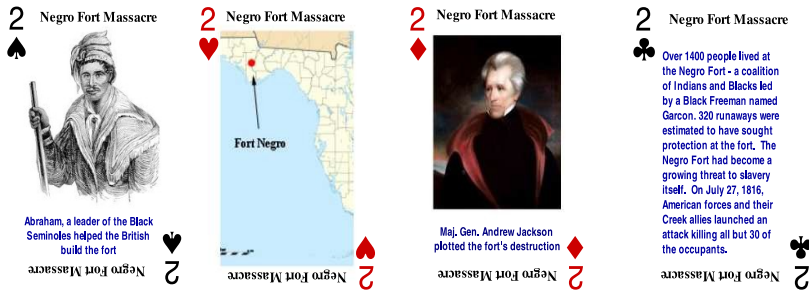 2
Negro Fort Massacre
Abraham, a leader of the Black
Seminoles helped the British
build the fort
Negro Fort Massacre
2
2
Negro Fort Massacre
Fort Negro
Negro Fort Massacre
2
2
Negro Fort Massacre
Maj. Gen. Andrew Jackson
plotted the fort's destruction
Negro Fort Massacre
2
2
Negro Fort Massacre
Over 1400 people lived at
the Negro Fort - a coalition
of Indians and Blacks led
by a Black Freeman named
Garcon. 320 runaways were
estimated to have sought
protection at the fort. The
Negro Fort had become a
growing threat to slavery
itself. On July 27, 1816,
American forces and their
Creek allies launched an
attack killing all but 30 of
the occupants.
Negro Fort Massacre
2